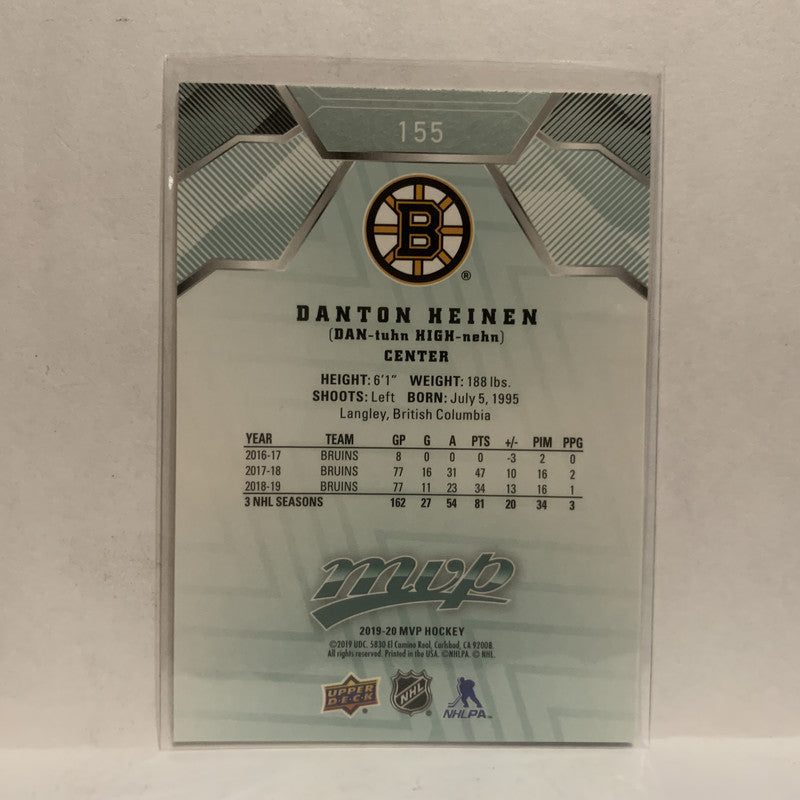 155
B
®
DANTON HEINEN
(DAN-tuhn HIGH-nehn)
CENTER
HEIGHT: 6'1" WEIGHT: 188 lbs.
SHOOTS: Left BORN: July 5, 1995
Langley, British Columbia
YEAR TEAM GP G A PTS +/- PIM PPG
2016-17 BRUINS 8 0 0 0 -3 2 0
2017-18 BRUINS 77 16 31 47 10 16 2
2018-19 BRUINS 77 11 23 34 13 16 1
3 NHL SEASONS 162 27 54 81 20 34 3
mvp
2019-20 MVP HOCKEY
©2019 UDC. 5830 El Camino Real, Carlsbad, CA 92008.
All rights reserved. Printed in the USA. ©NHLPA. © NHL.
UPPER DECK NHL NHLPA